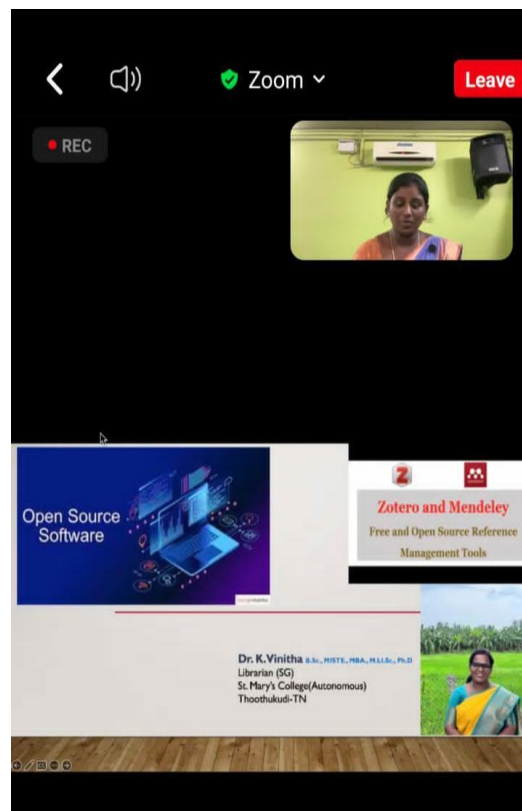 Zoom
Leave
REC
Open Source
Software
Z
Zotero and Mendeley
Free and Open Source Reference
Management Tools
Dr. K.Vinitha B.Sc., MISTE., MBA., M.LI.Sc., Ph.D
Librarian (SG)
St. Mary's College(Autonomous)
Thoothukudi-TN